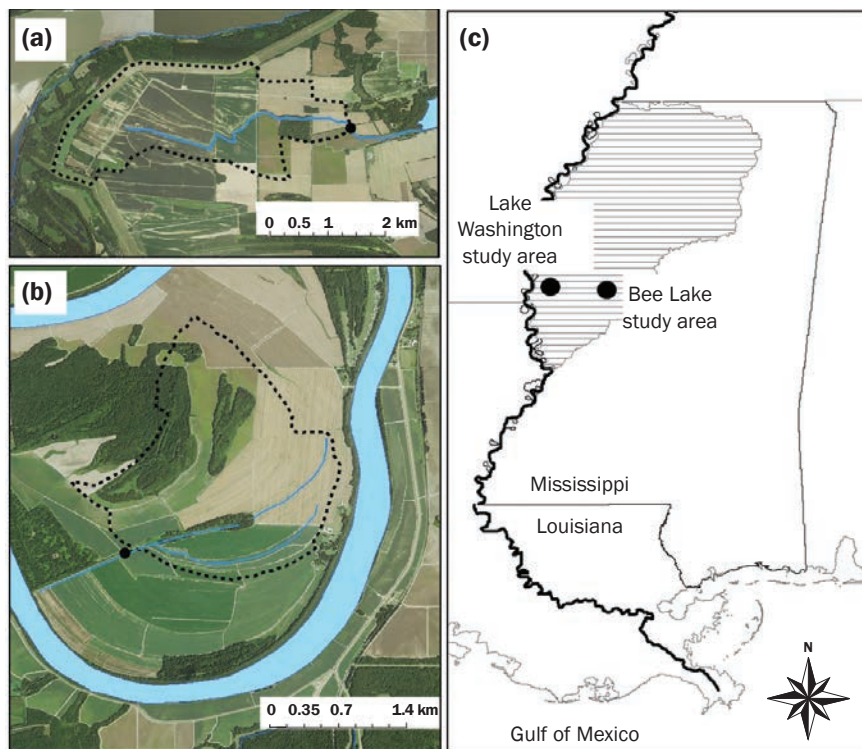 (a)
0 0.5 1 2 km
(b)
0 0.35 0.7 1.4 km
(c)
Lake
Washington
study area
Bee Lake
study area
Mississippi
Louisiana
N
Gulf of Mexico